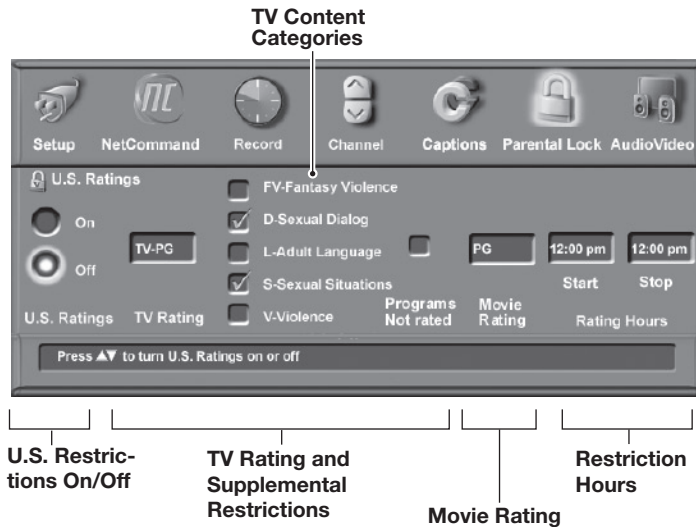 TV Content
Categories
Setup NetCommand Record Channel Captions Parental Lock AudioVideo
U.S. Ratings
On
Off
TV-PG
FV-Fantasy Violence
D-Sexual Dialog
L-Adult Language
S-Sexual Situations
V-Violence
PG
12:00 pm 12:00 pm
Start Stop
U.S. Ratings TV Rating
Programs
Not rated
Movie
Rating
Rating Hours
Press ▲▼ to turn U.S. Ratings on or off
U.S. Restric-
tions On/Off
TV Rating and
Supplemental
Restrictions
Movie Rating
Restriction
Hours